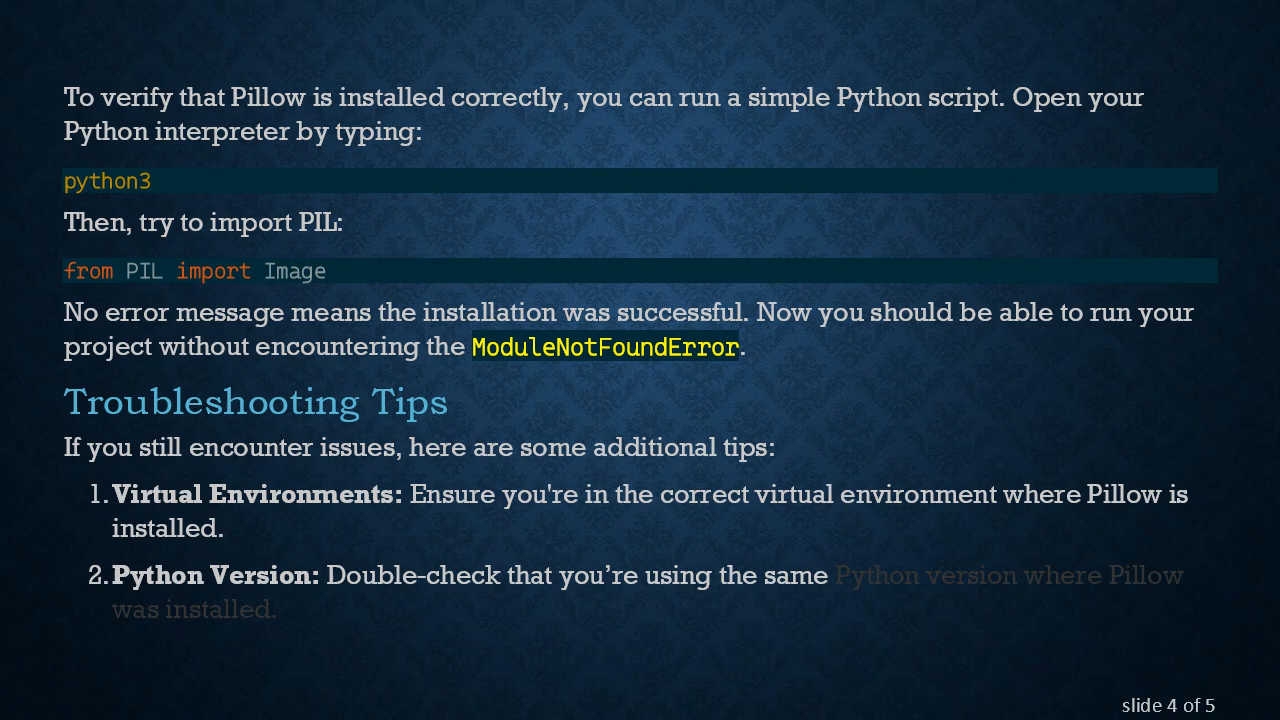 To verify that Pillow is installed correctly, you can run a simple Python script. Open your
Python interpreter by typing:
python3
Then, try to import PIL:
from PIL import Image
No error message means the installation was successful. Now you should be able to run your
project without encountering the ModuleNotFoundError.
Troubleshooting Tips
If you still encounter issues, here are some additional tips:
1. Virtual Environments: Ensure you're in the correct virtual environment where Pillow is
installed.
2. Python Version: Double-check that you’re using the same Python version where Pillow
was installed.
slide 4 of 5